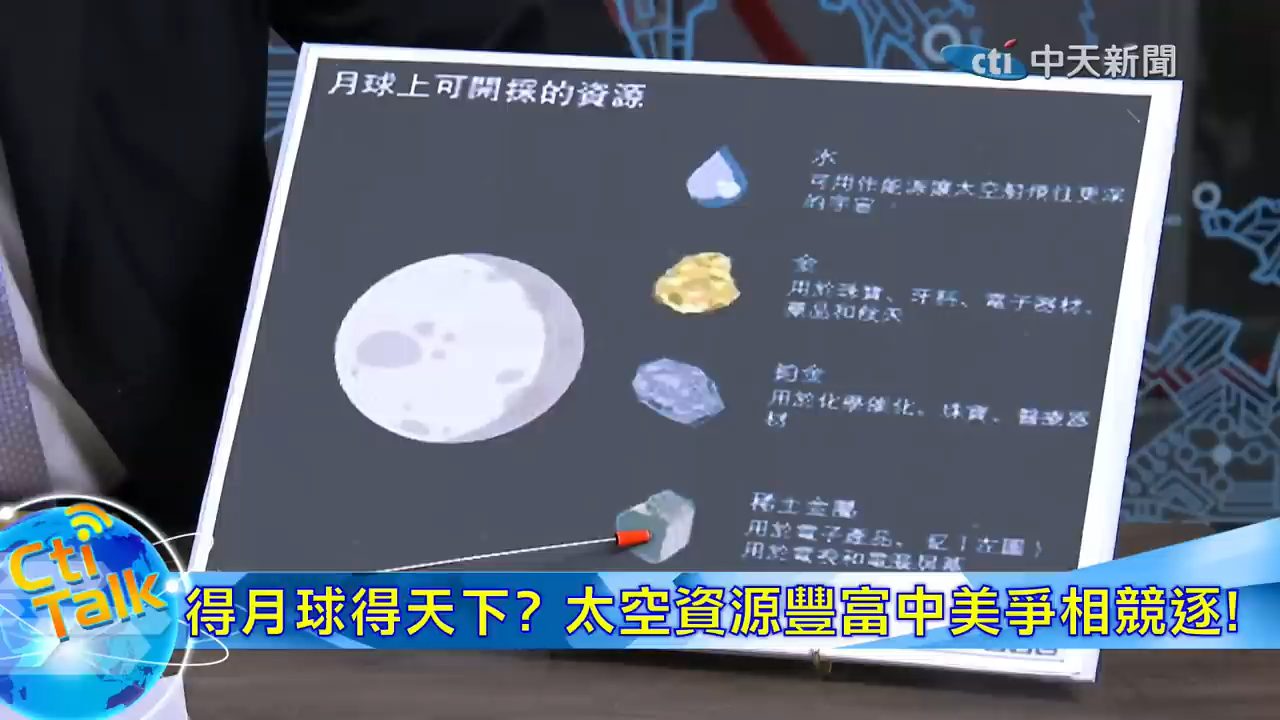 cti 中天新聞
月球上可開採的資源
水
可用作能源讓太空船飛往更深
的宇宙
金
用於珠寶、牙科、電子器材、
藥品和航天
鉑金
用於化學催化、珠寶、醫療器
材
稀土金屬
用於電子產品、
用於電視和電腦屏幕
Cti
Talk
得月球得天下? 太空資源豐富中美爭相競逐!